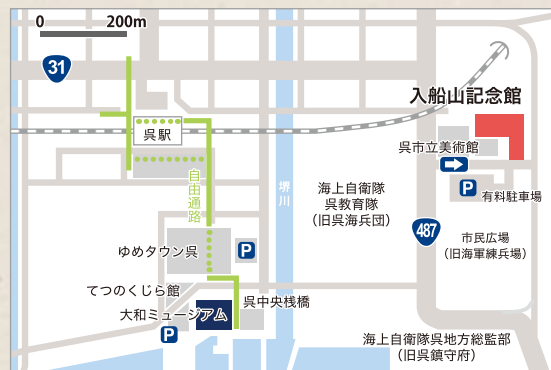 0 200m
31
入船山記念館
呉駅
呉市立美術館
自由通路
堺川
海上自衛隊
呉教育隊
（旧呉海兵団）
P
有料駐車場
487
市民広場
（旧海軍練兵場）
ゆめタウン呉
P
てつのくじら館
大和ミュージアム
呉中央桟橋
P
海上自衛隊呉地方総監部
（旧呉鎮守府）